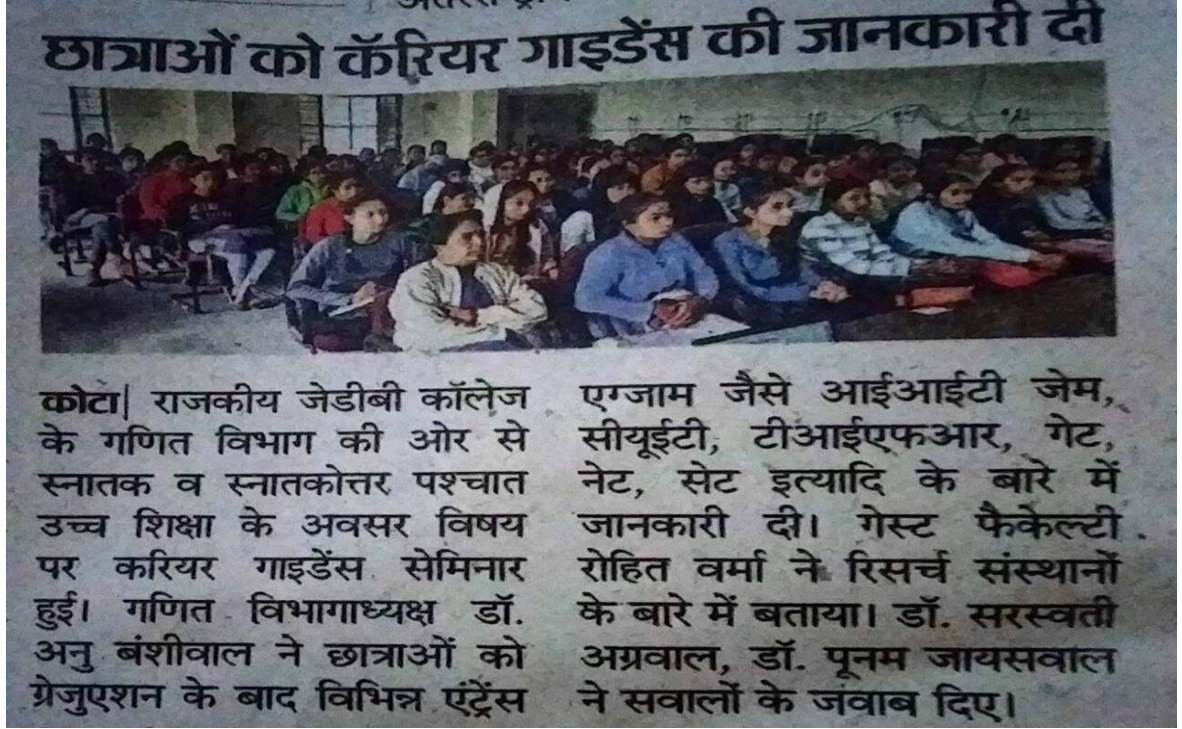 छात्राओं को कॅरियर गाइडेंस की जानकारी दी
कोटा| राजकीय जेडीबी कॉलेज
के गणित विभाग की ओर से
स्नातक व स्नातकोत्तर पश्चात
उच्च शिक्षा के अवसर विषय
पर करियर गाइडेंस सेमिनार
हुई। गणित विभागाध्यक्ष डॉ.
अनु बंशीवाल ने छात्राओं को
ग्रेजुएशन के बाद विभिन्न एंट्रेंस
एग्जाम जैसे आईआईटी जेम,
सीयूईटी, टीआईएफआर, गेट,
नेट, सेट इत्यादि के बारे में
जानकारी दी। गेस्ट फैकेल्टी
रोहित वर्मा ने रिसर्च संस्थानों
के बारे में बताया। डॉ. सरस्वती
अग्रवाल, डॉ. पूनम जायसवाल
ने सवालों के जवाब दिए।